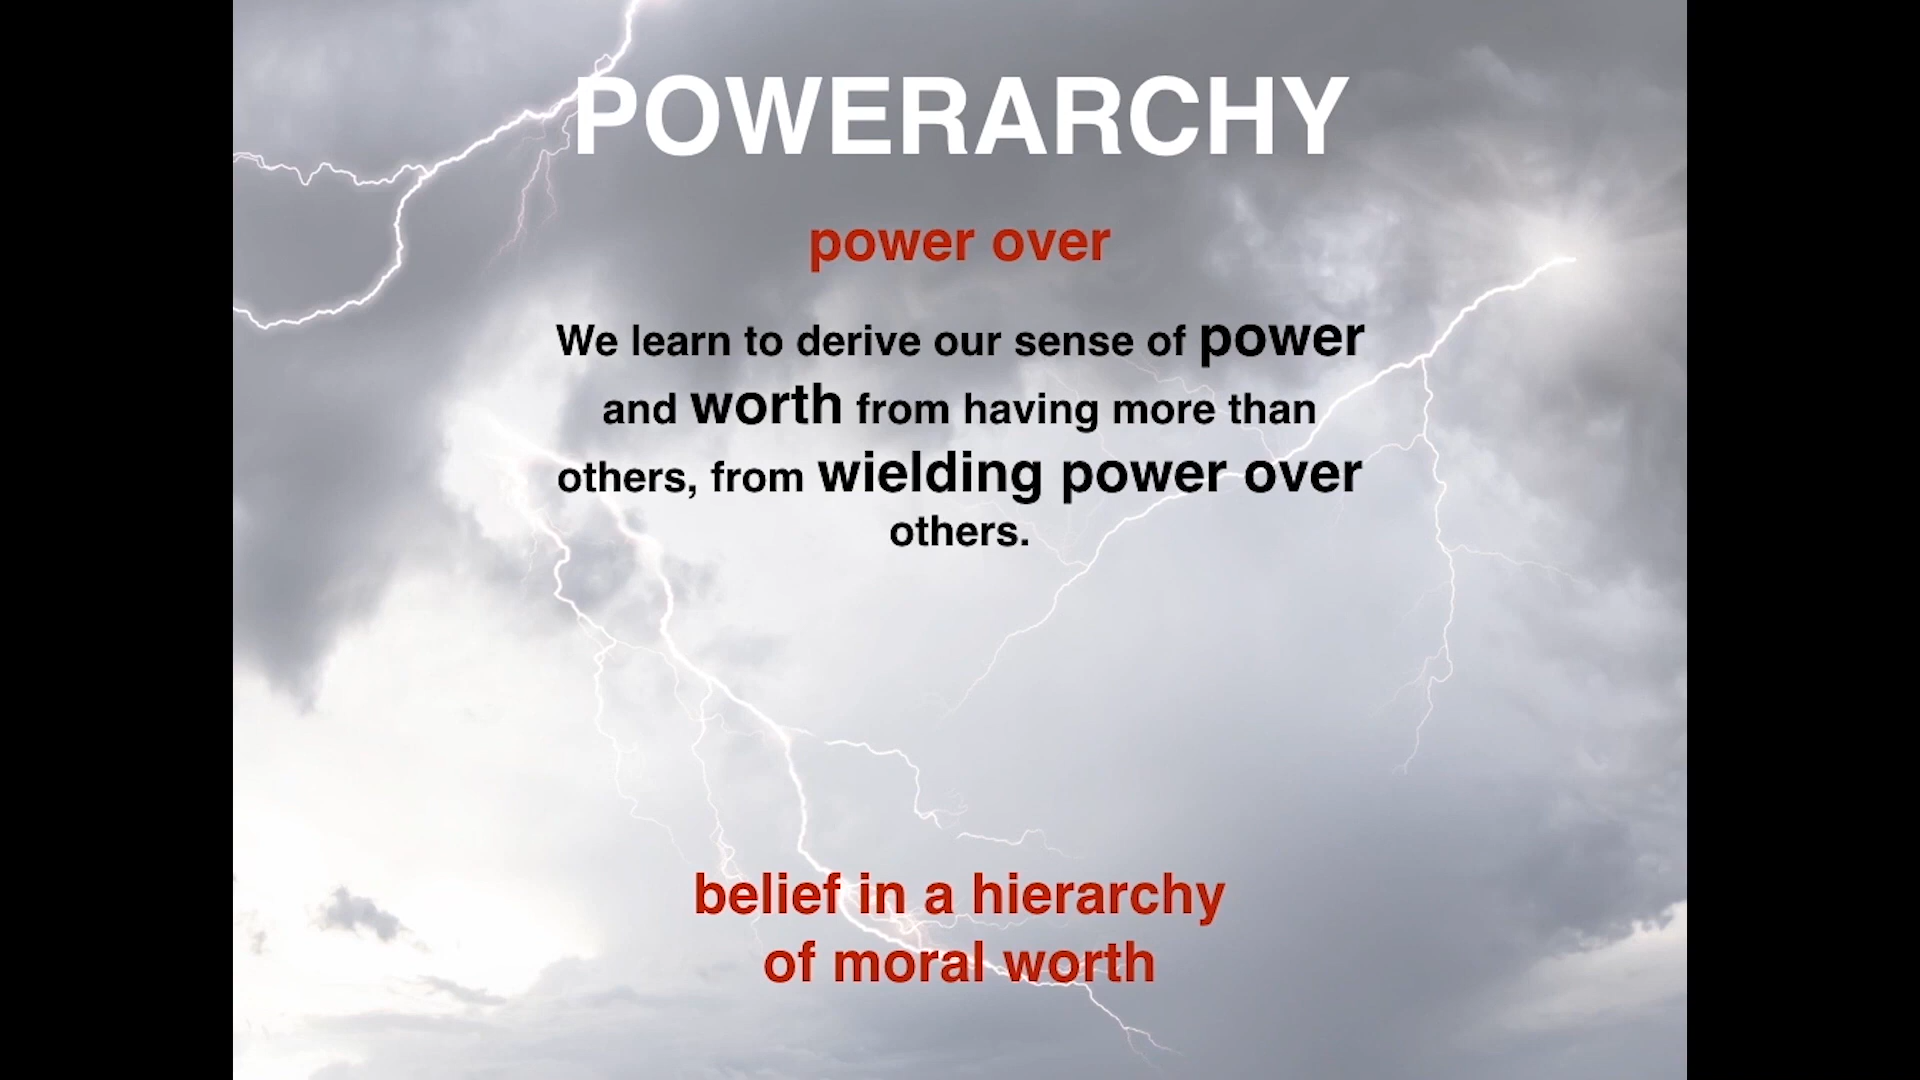 POWERARCHY
power over
We learn to derive our sense of power
and worth from having more than
others, from wielding power over
others.
belief in a hierarchy
of moral worth